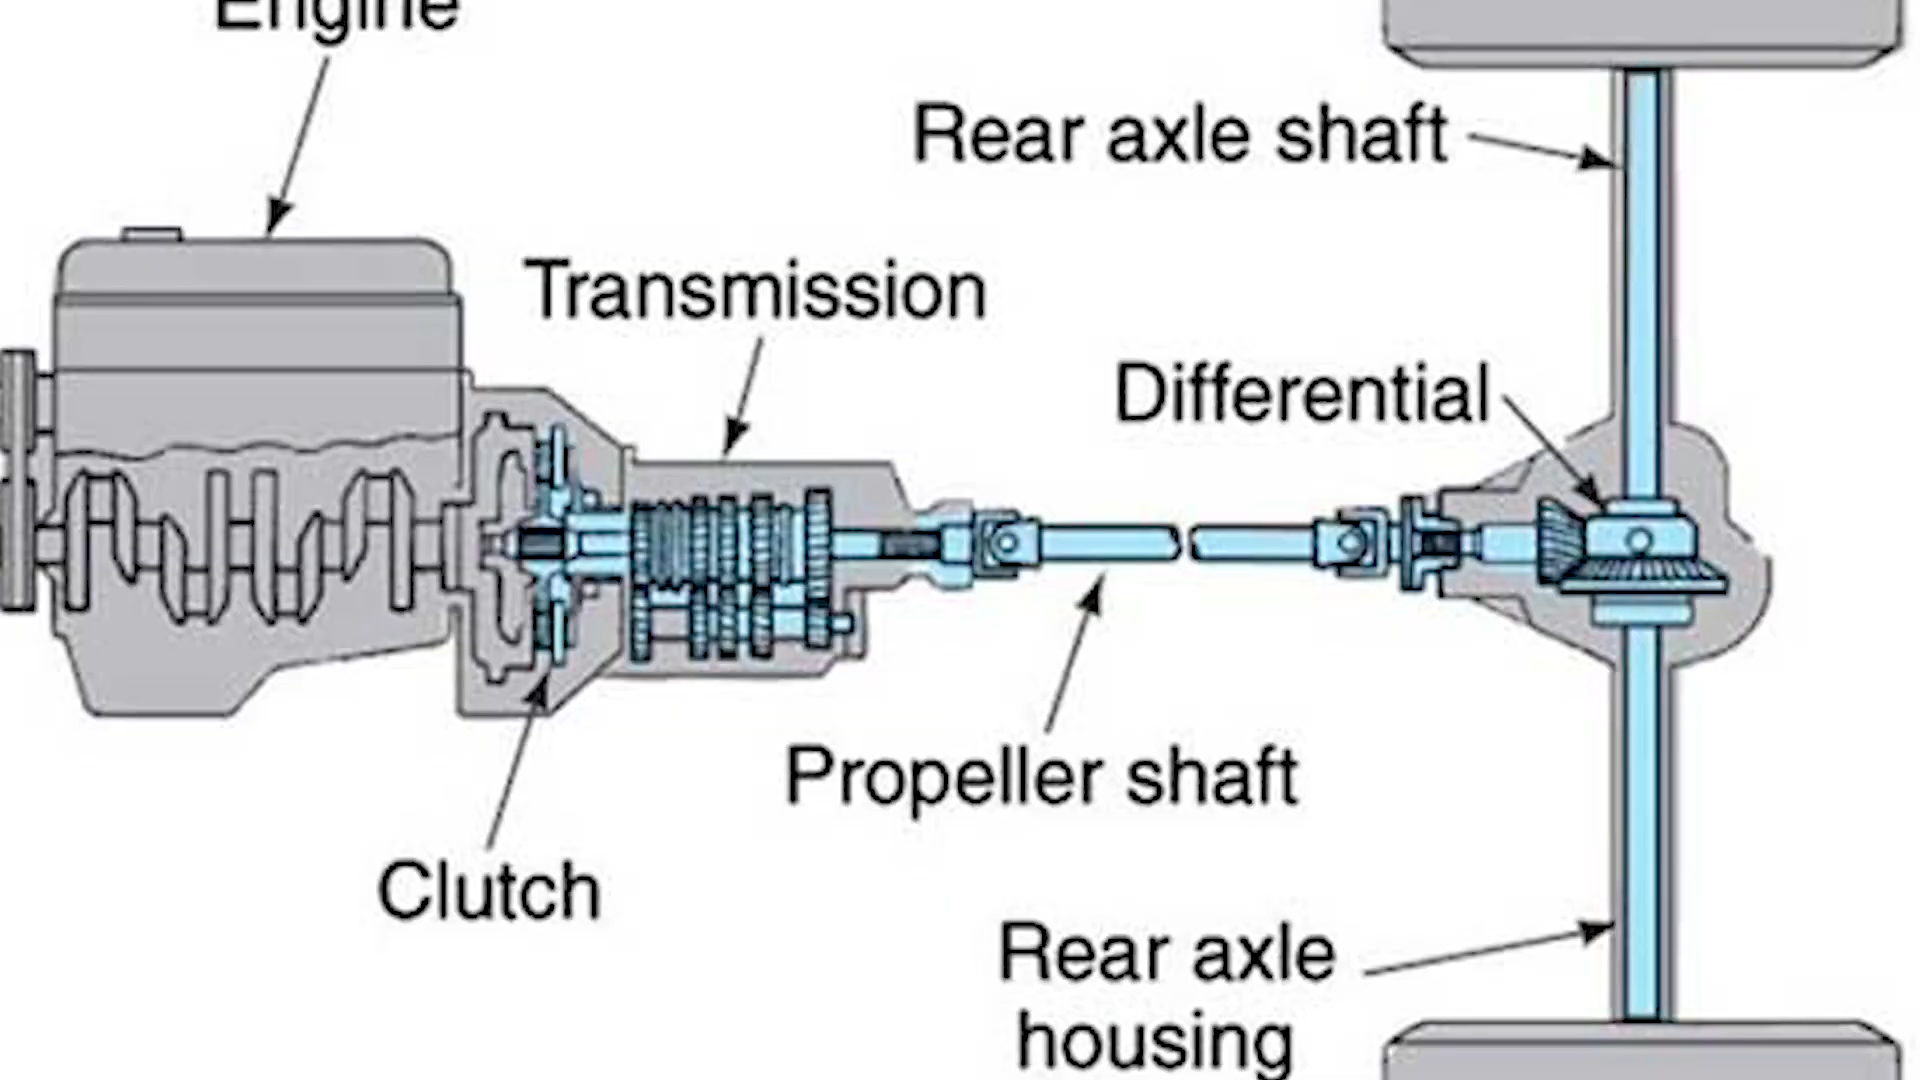 Engine
Rear axle shaft
Transmission
Differential
Propeller shaft
Clutch
Rear axle
housing